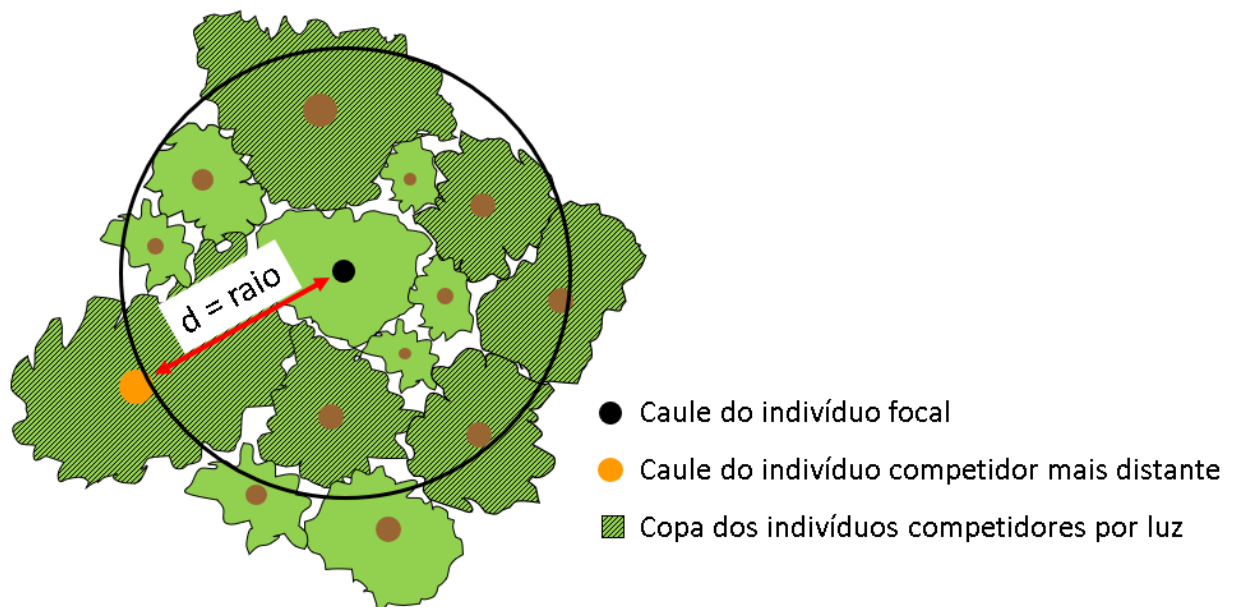 d = raio
Caule do indivíduo focal
Caule do indivíduo competidor mais distante
Copa dos indivíduos competidores por luz